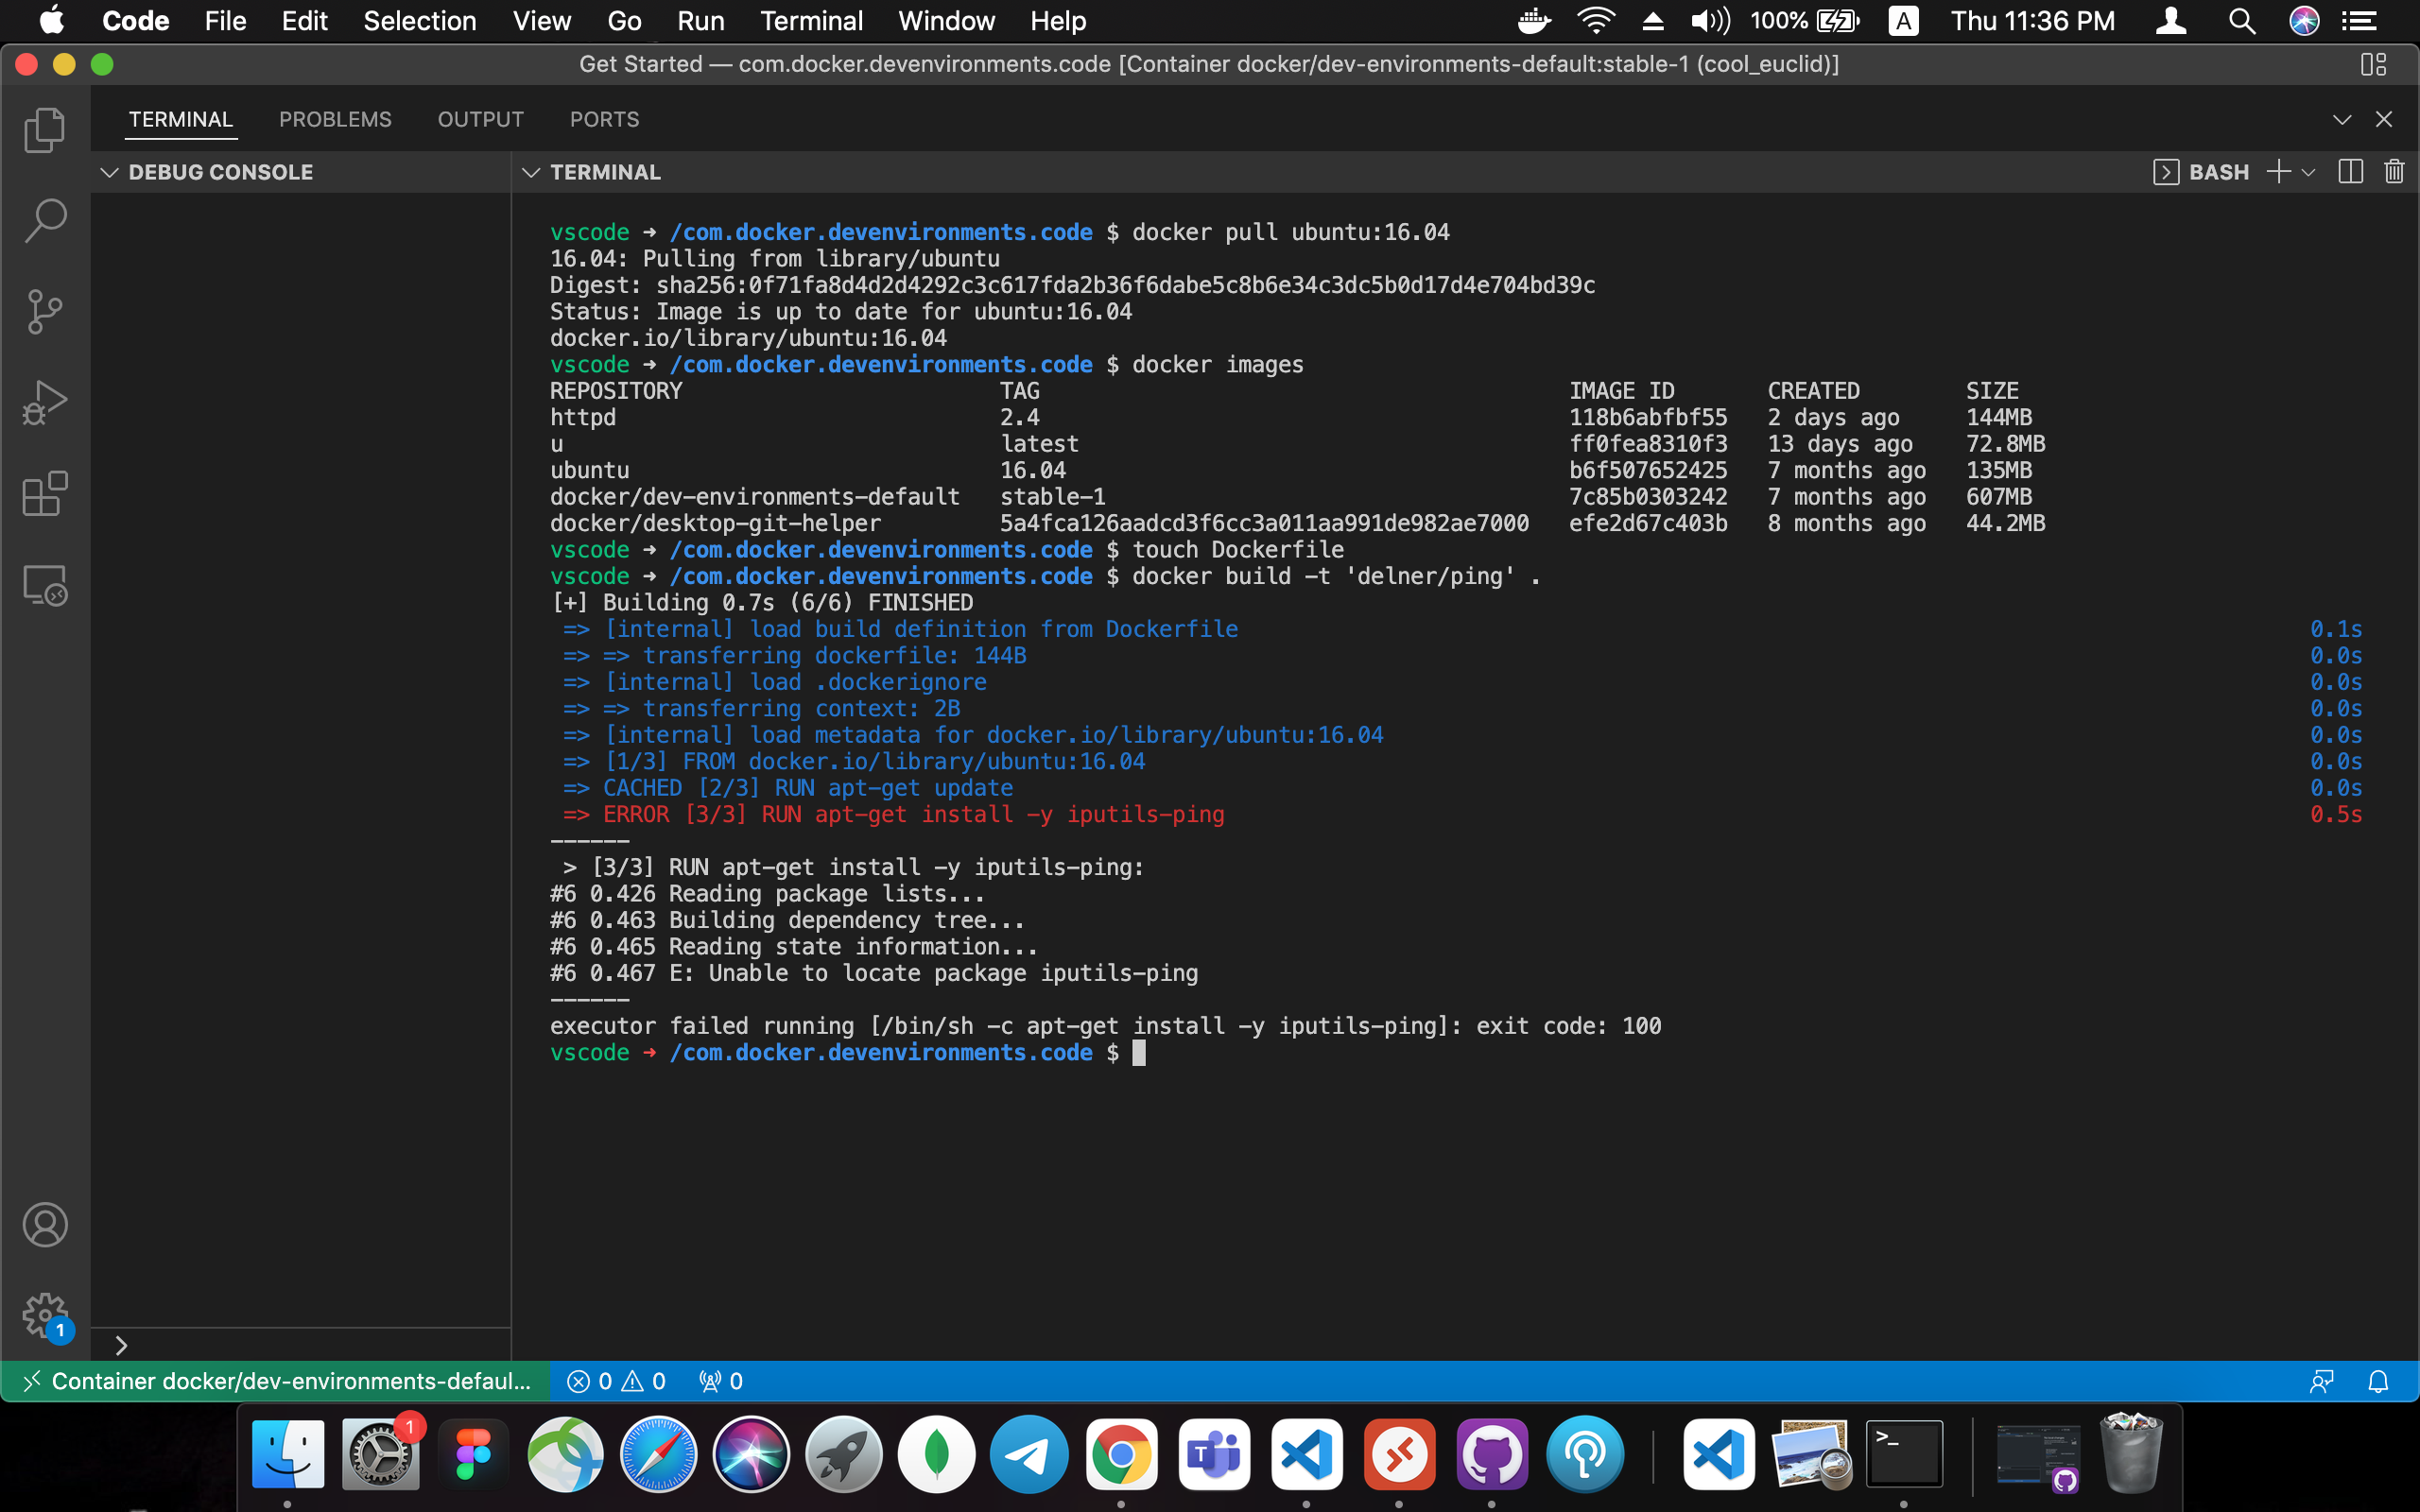 Code File Edit Selection View Go Run Terminal Window Help 100% A Thu 11:36 PM
Get Started — com.docker.devenvironments.code [Container docker/dev-environments-default:stable-1 (cool_euclid)]
TERMINAL PROBLEMS OUTPUT PORTS
DEBUG CONSOLE
TERMINAL BASH
vscode → /com.docker.devenvironments.code $ docker pull ubuntu:16.04
16.04: Pulling from library/ubuntu
Digest: sha256:0f71fa8d4d2d4292c3c617fda2b36f6dabe5c8b6e34c3dc5b0d17d4e704bd39c
Status: Image is up to date for ubuntu:16.04
docker.io/library/ubuntu:16.04
vscode → /com.docker.devenvironments.code $ docker images
REPOSITORY TAG IMAGE ID CREATED SIZE
httpd 2.4 118b6abfbf55 2 days ago 144MB
u latest ff0fea8310f3 13 days ago 72.8MB
ubuntu 16.04 b6f507652425 7 months ago 135MB
docker/dev-environments-default stable-1 7c85b0303242 7 months ago 607MB
docker/desktop-git-helper 5a4fca126aadcd3f6cc3a011aa991de982ae7000 efe2d67c403b 8 months ago 44.2MB
vscode → /com.docker.devenvironments.code $ touch Dockerfile
vscode → /com.docker.devenvironments.code $ docker build -t 'delner/ping' .
[+] Building 0.7s (6/6) FINISHED
=> [internal] load build definition from Dockerfile 0.1s
=> => transferring dockerfile: 144B 0.0s
=> [internal] load .dockerignore 0.0s
=> => transferring context: 2B 0.0s
=> [internal] load metadata for docker.io/library/ubuntu:16.04 0.0s
=> [1/3] FROM docker.io/library/ubuntu:16.04 0.0s
=> CACHED [2/3] RUN apt-get update 0.0s
=> ERROR [3/3] RUN apt-get install -y iputils-ping 0.5s
------
> [3/3] RUN apt-get install -y iputils-ping:
#6 0.426 Reading package lists...
#6 0.463 Building dependency tree...
#6 0.465 Reading state information...
#6 0.467 E: Unable to locate package iputils-ping
------
executor failed running [/bin/sh -c apt-get install -y iputils-ping]: exit code: 100
vscode → /com.docker.devenvironments.code $
1
>
Container docker/dev-environments-defaul... 0 0 0
1
T
>_